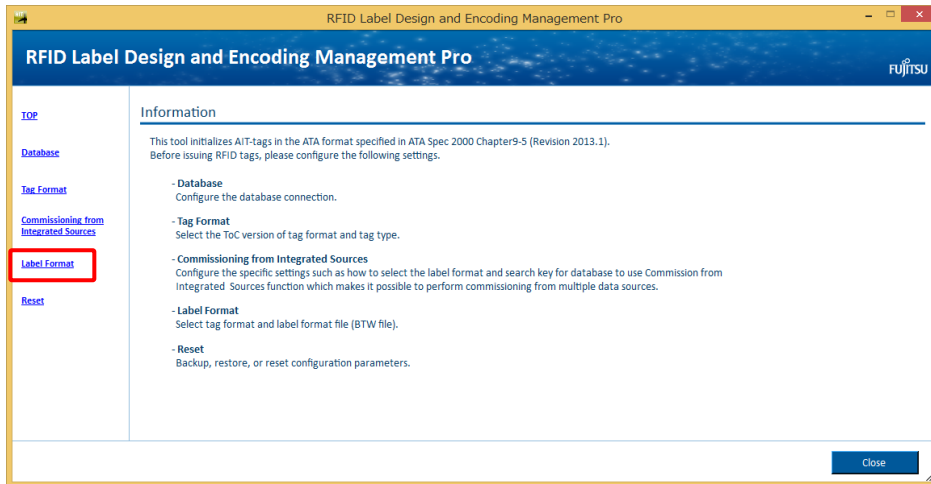 RFID Label Design and Encoding Management Pro
RFID Label Design and Encoding Management Pro
FUJITSU
TOP
Database
Tag Format
Commissioning from
Integrated Sources
Label Format
Reset
Information
This tool initializes AIT-tags in the ATA format specified in ATA Spec 2000 Chapter9-5 (Revision 2013.1).
Before issuing RFID tags, please configure the following settings.
- Database
Configure the database connection.
- Tag Format
Select the ToC version of tag format and tag type.
- Commissioning from Integrated Sources
Configure the specific settings such as how to select the label format and search key for database to use Commission from
Integrated Sources function which makes it possible to perform commissioning from multiple data sources.
- Label Format
Select tag format and label format file (BTW file).
- Reset
Backup, restore, or reset configuration parameters.
Close